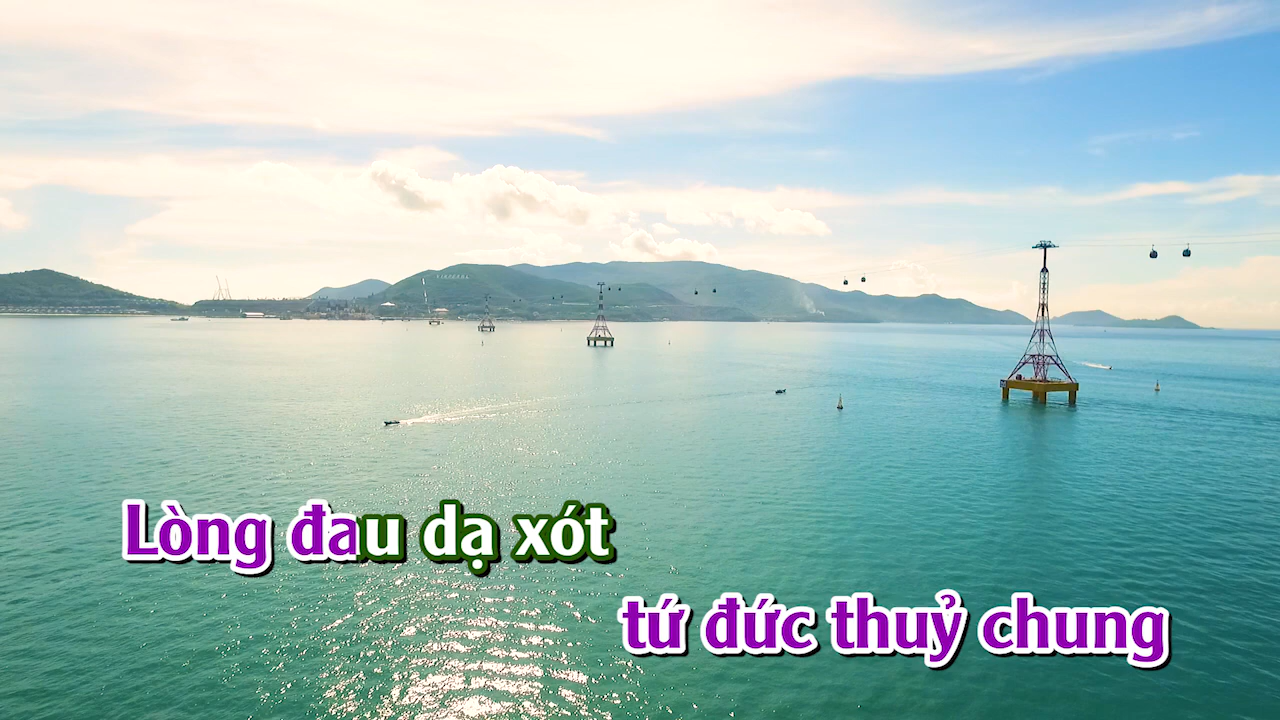 Lòng đau dạ xót
tứ đức thuỷ chung